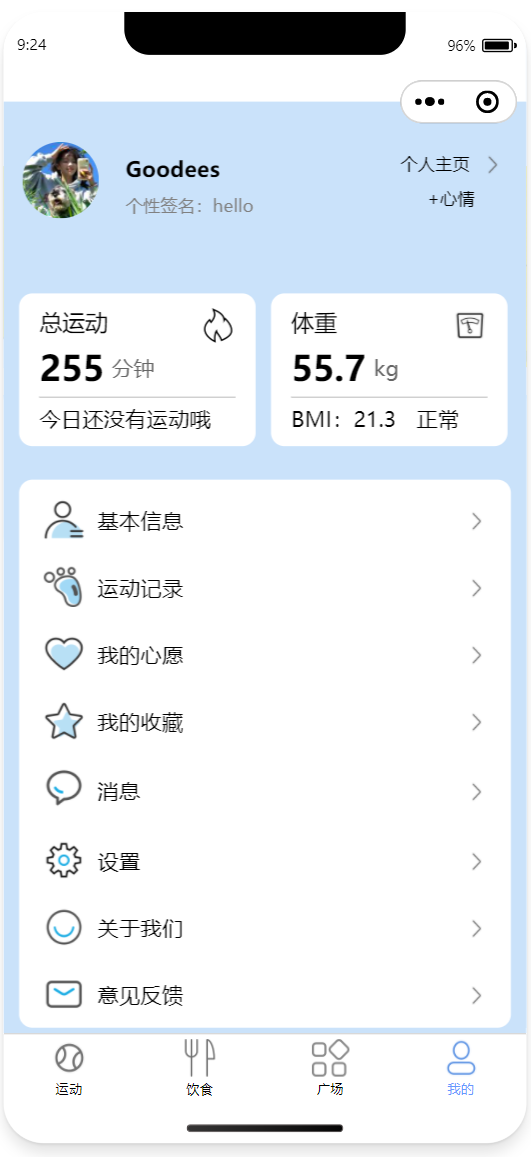 9:24
96%
Goodees
个人主页
个性签名：hello
+心情
总运动
255 分钟
今日还没有运动哦
体重
55.7 kg
BMI：21.3 正常
基本信息
运动记录
我的心愿
我的收藏
消息
设置
关于我们
意见反馈
运动
饮食
广场
我的